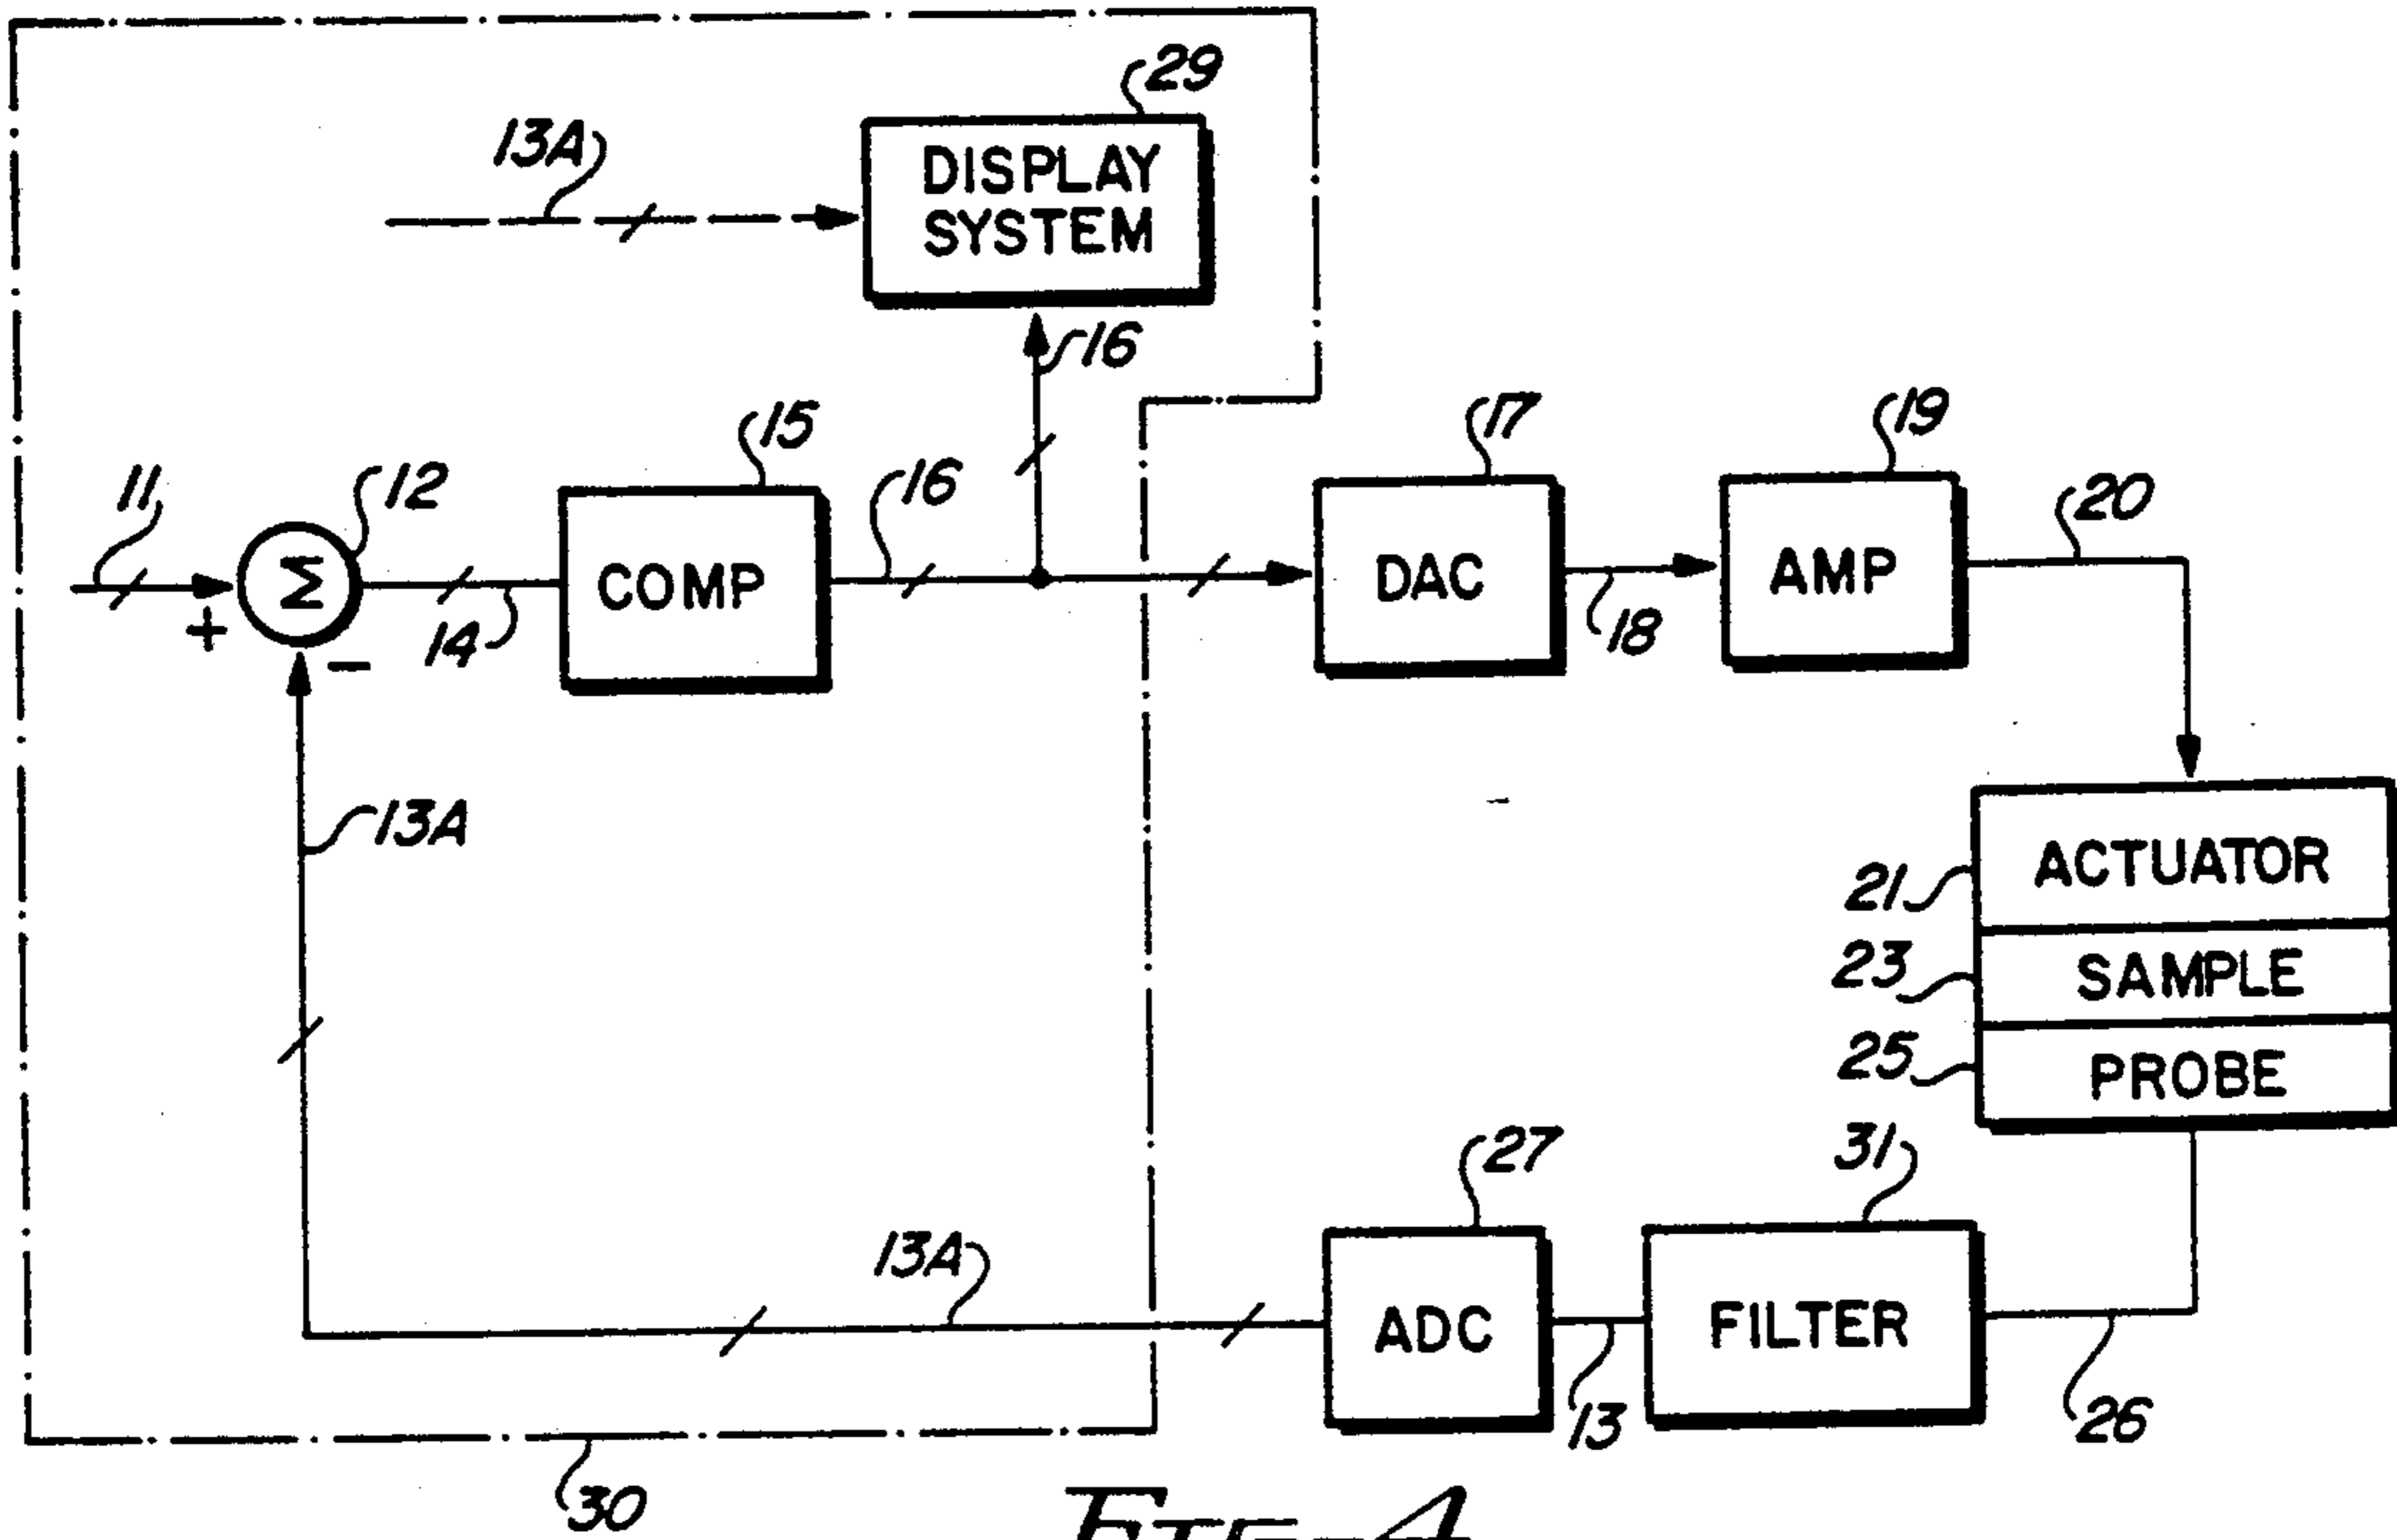 29
13A
DISPLAY
SYSTEM
16
15
17
19
11
12
16
20
Σ
COMP
DAC
AMP
+
14
18
−
13A
ACTUATOR
21
23
SAMPLE
25
PROBE
27
31
13A
ADC
FILTER
13
26
30